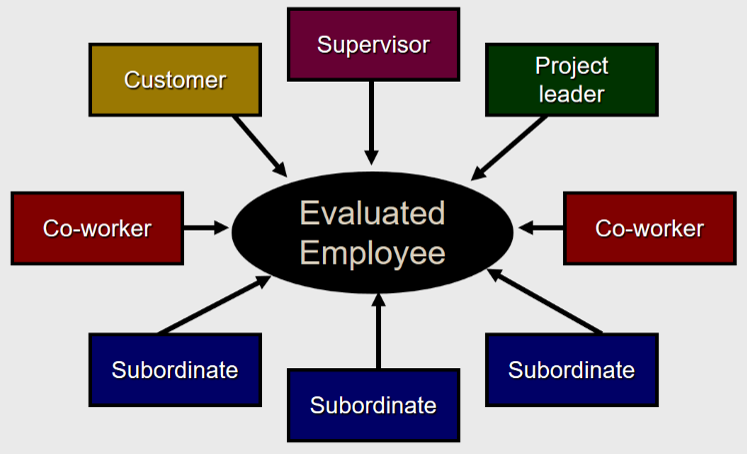 Supervisor
Customer
Project
leader
Evaluated
Employee
Co-worker
Co-worker
Subordinate
Subordinate
Subordinate